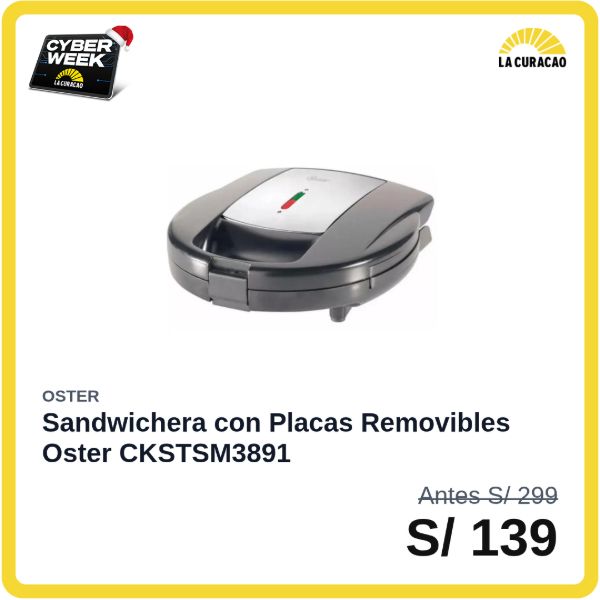 CYBER
WEEK
LA CURACAO
LA CURACAO
OSTER
Sandwichera con Placas Removibles
Oster CKSTSM3891
Antes S/ 299
S/ 139